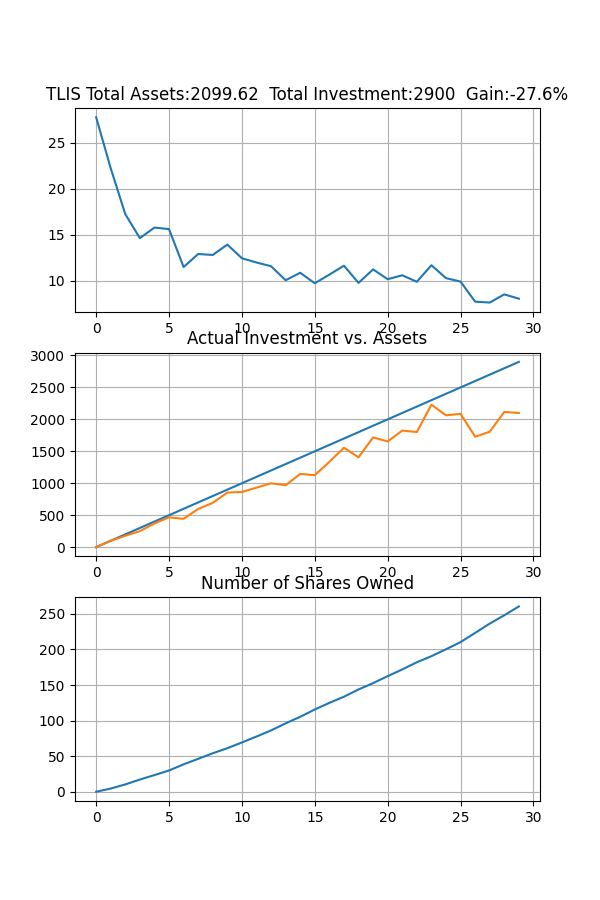 TLIS Total Assets:2099.62  Total Investment:2900  Gain:-27.6%
25
20
15
10
0 5 10 15 20 25 30
Actual Investment vs. Assets
3000
2500
2000
1500
1000
500
0
0 5 10 15 20 25 30
Number of Shares Owned
250
200
150
100
50
0
0 5 10 15 20 25 30